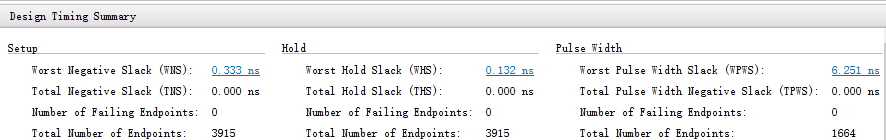 Design Timing Summary
Setup Hold Pulse Width
Worst Negative Slack (WNS): 0.333 ns Worst Hold Slack (WHS): 0.132 ns Worst Pulse Width Slack (WPWS): 6.251 ns
Total Negative Slack (TNS): 0.000 ns Total Hold Slack (THS): 0.000 ns Total Pulse Width Negative Slack (TPWS): 0.000 ns
Number of Failing Endpoints: 0 Number of Failing Endpoints: 0 Number of Failing Endpoints: 0
Total Number of Endpoints: 3915 Total Number of Endpoints: 3915 Total Number of Endpoints: 1664